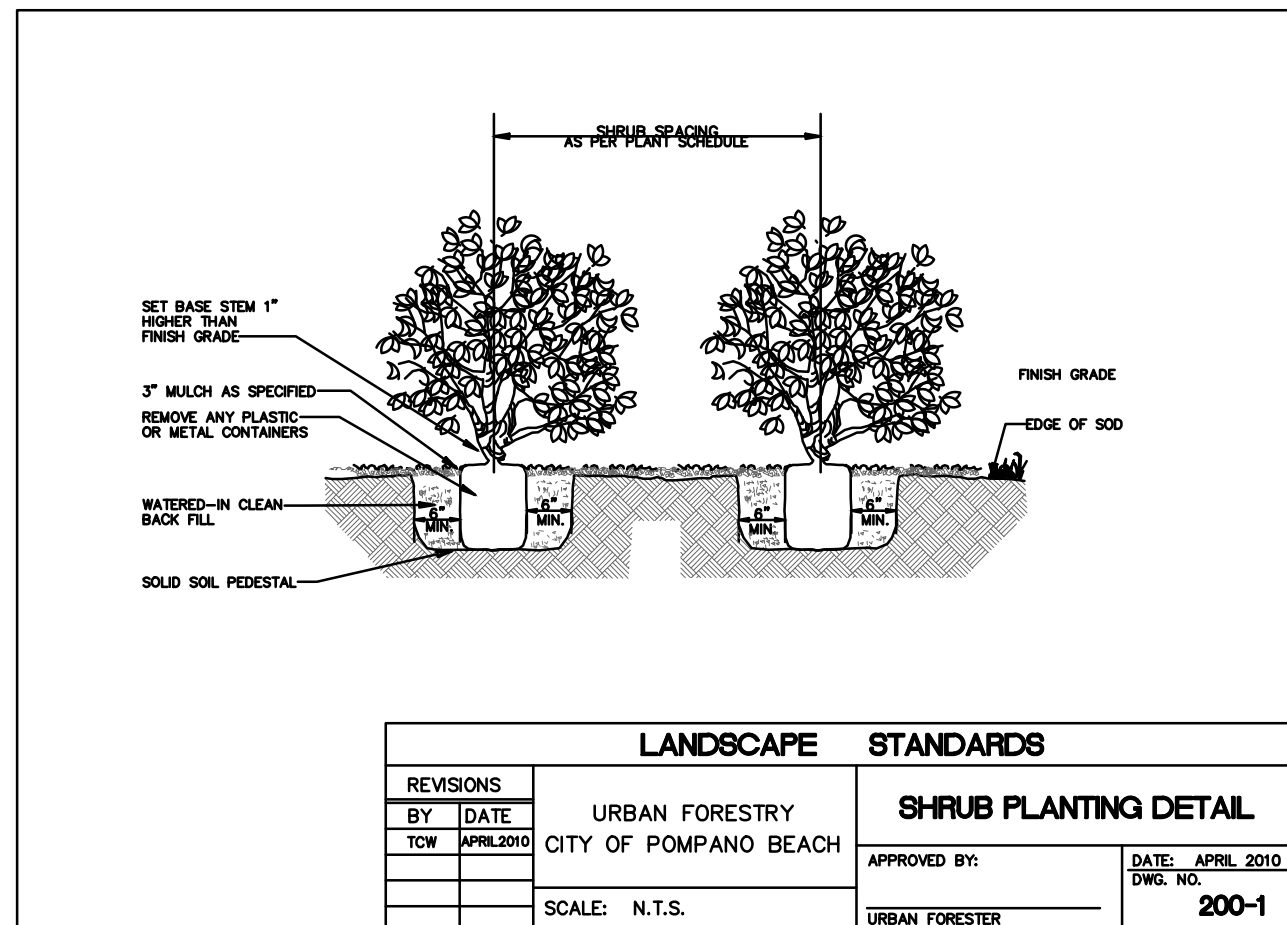 SHRUB SPACING
AS PER PLANT SCHEDULE
SET BASE STEM 1"
HIGHER THAN
FINISH GRADE
3" MULCH AS SPECIFIED
REMOVE ANY PLASTIC
OR METAL CONTAINERS
WATERED-IN CLEAN
BACK FILL
SOLID SOIL PEDESTAL
6"
MIN.
6"
MIN.
6"
MIN.
6"
MIN.
FINISH GRADE
EDGE OF SOD
LANDSCAPE STANDARDS
REVISIONS
BY DATE
TCW APRIL2010
URBAN FORESTRY
CITY OF POMPANO BEACH
SCALE: N.T.S.
SHRUB PLANTING DETAIL
APPROVED BY:
URBAN FORESTER
DATE: APRIL 2010
DWG. NO.
200-1